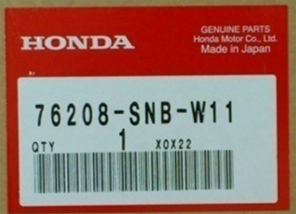 HONDA
GENUINE PARTS
Honda Motor Co., Ltd.
Made in Japan
76208-SNB-W11
QTY 1 XOX22